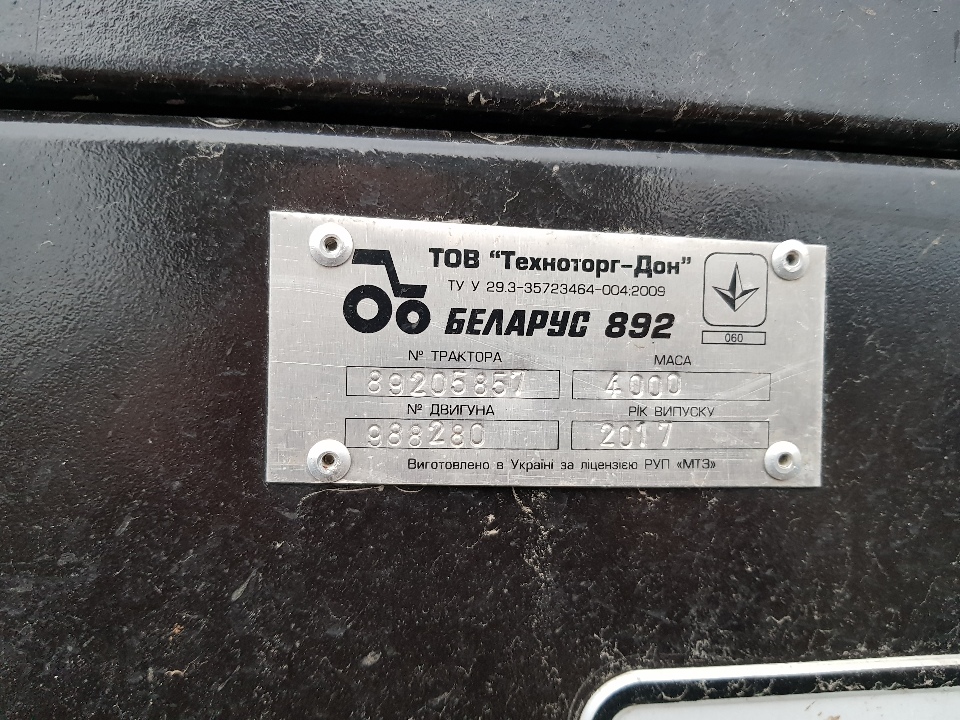 ТОВ "Техноторг-Дон"
ТУ У 29.3-35723464-004:2009
БЕЛАРУС 892
060
№ ТРАКТОРА МАСА
89205857 4000
№ ДВИГУНА РІК ВИПУСКУ
988280 2017
Виготовлено в Україні за ліцензією РУП «МТЗ»